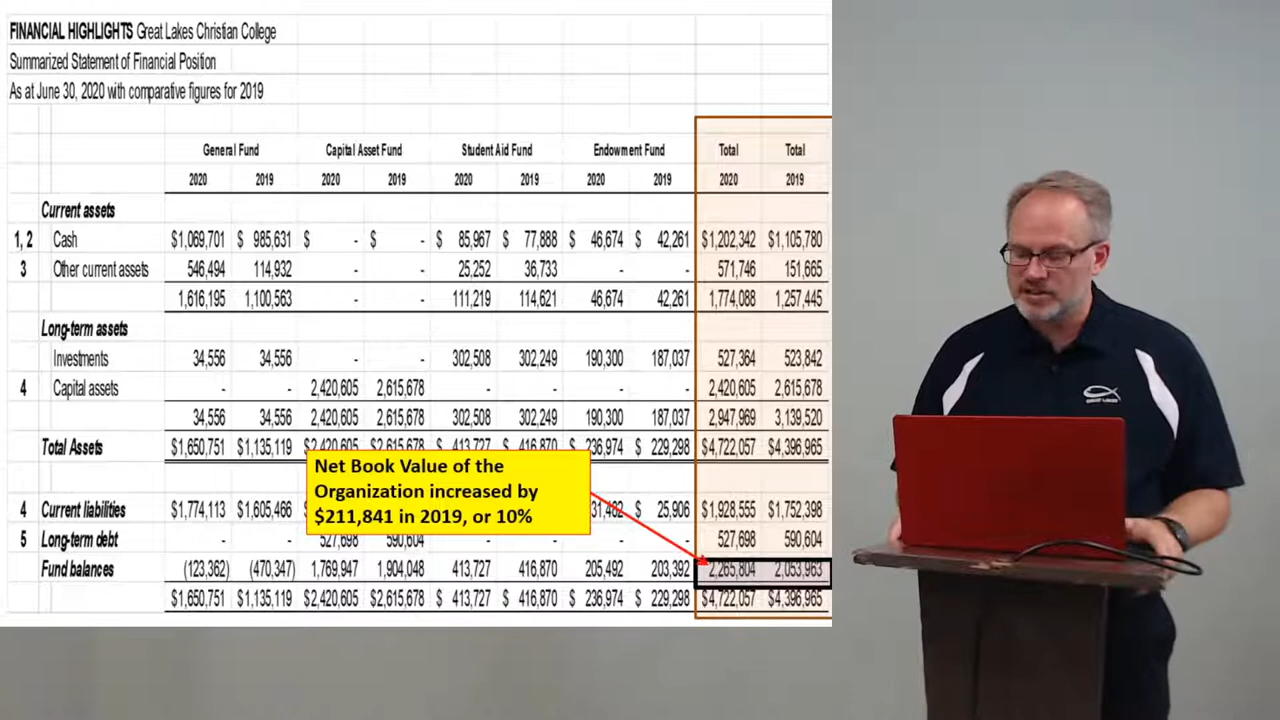 FINANCIAL HIGHLIGHTS Great Lakes Christian College
Summarized Statement of Financial Position
As at June 30, 2020 with comparative figures for 2019
General Fund Capital Asset Fund Student Aid Fund Endowment Fund Total Total
2020 2019 2020 2019 2020 2019 2020 2019 2020 2019
Current assets
1, 2 Cash $1,069,701 $ 985,631 $ - $ - $ 85,967 $ 77,888 $ 46,674 $ 42,261 $1,202,342 $1,105,780
3 Other current assets 546,494 114,932 - - 25,252 36,733 - - 571,746 151,665
1,616,195 1,100,563 111,219 114,621 46,674 42,261 1,774,088 1,257,445
Long-term assets
Investments 34,556 34,556 - - 302,508 302,249 190,300 187,037 527,364 523,842
4 Capital assets - - 2,420,605 2,615,678 - - - - 2,420,605 2,615,678
34,556 34,556 2,420,605 2,615,678 302,508 302,249 190,300 187,037 2,947,969 3,139,520
Total Assets $1,650,751 $1,135,119 $2,420,605 $2,615,678 $ 413,727 $ 416,870 $ 236,974 $ 229,298 $4,722,057 $4,396,965
Net Book Value of the
Organization increased by
$211,841 in 2019, or 10%
4 Current liabilities $1,774,113 $1,605,466 31,482 $ 25,906 $1,928,555 $1,752,398
5 Long-term debt - - 527,698 590,604 - - 527,698 590,604
Fund balances (123,362) (470,347) 1,769,947 1,904,048 413,727 416,870 205,492 203,392 2,265,804 2,053,963
$1,650,751 $1,135,119 $2,420,605 $2,615,678 $ 413,727 $ 416,870 $ 236,974 $ 229,298 $4,722,057 $4,396,965
GREAT LAKES